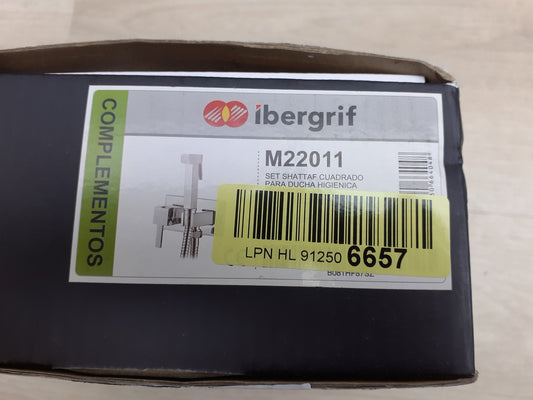 COMPLEMENTOS
ibergrif
M22011
SET SHATTAF CUADRADO
PARA DUCHA HIGIENICA
LPN HL 91250 6657